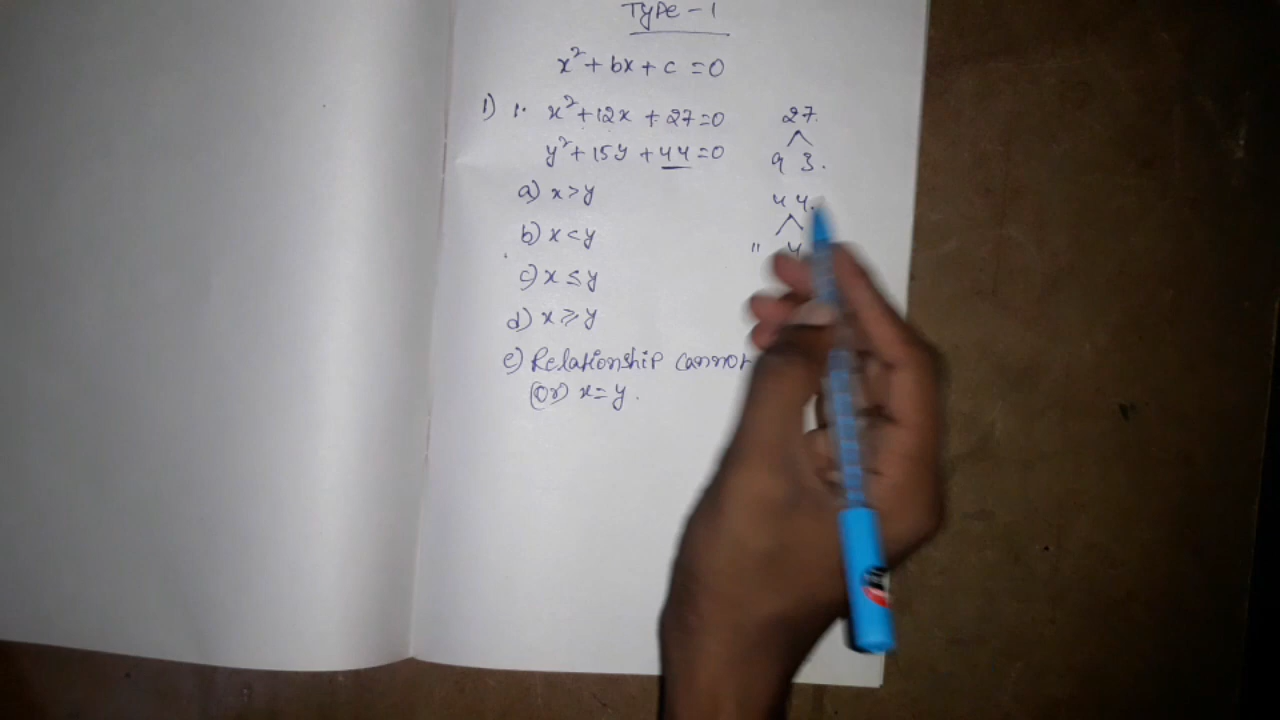 Type - 1
x² + bx + c = 0
1) 1. x² + 12x + 27 = 0
y² + 15y + 44 = 0
a) x > y
b) x < y
c) x ≤ y
d) x ≥ y
e) Relationship cannot
(or) x = y.
27.
9 3.
44.
11 4